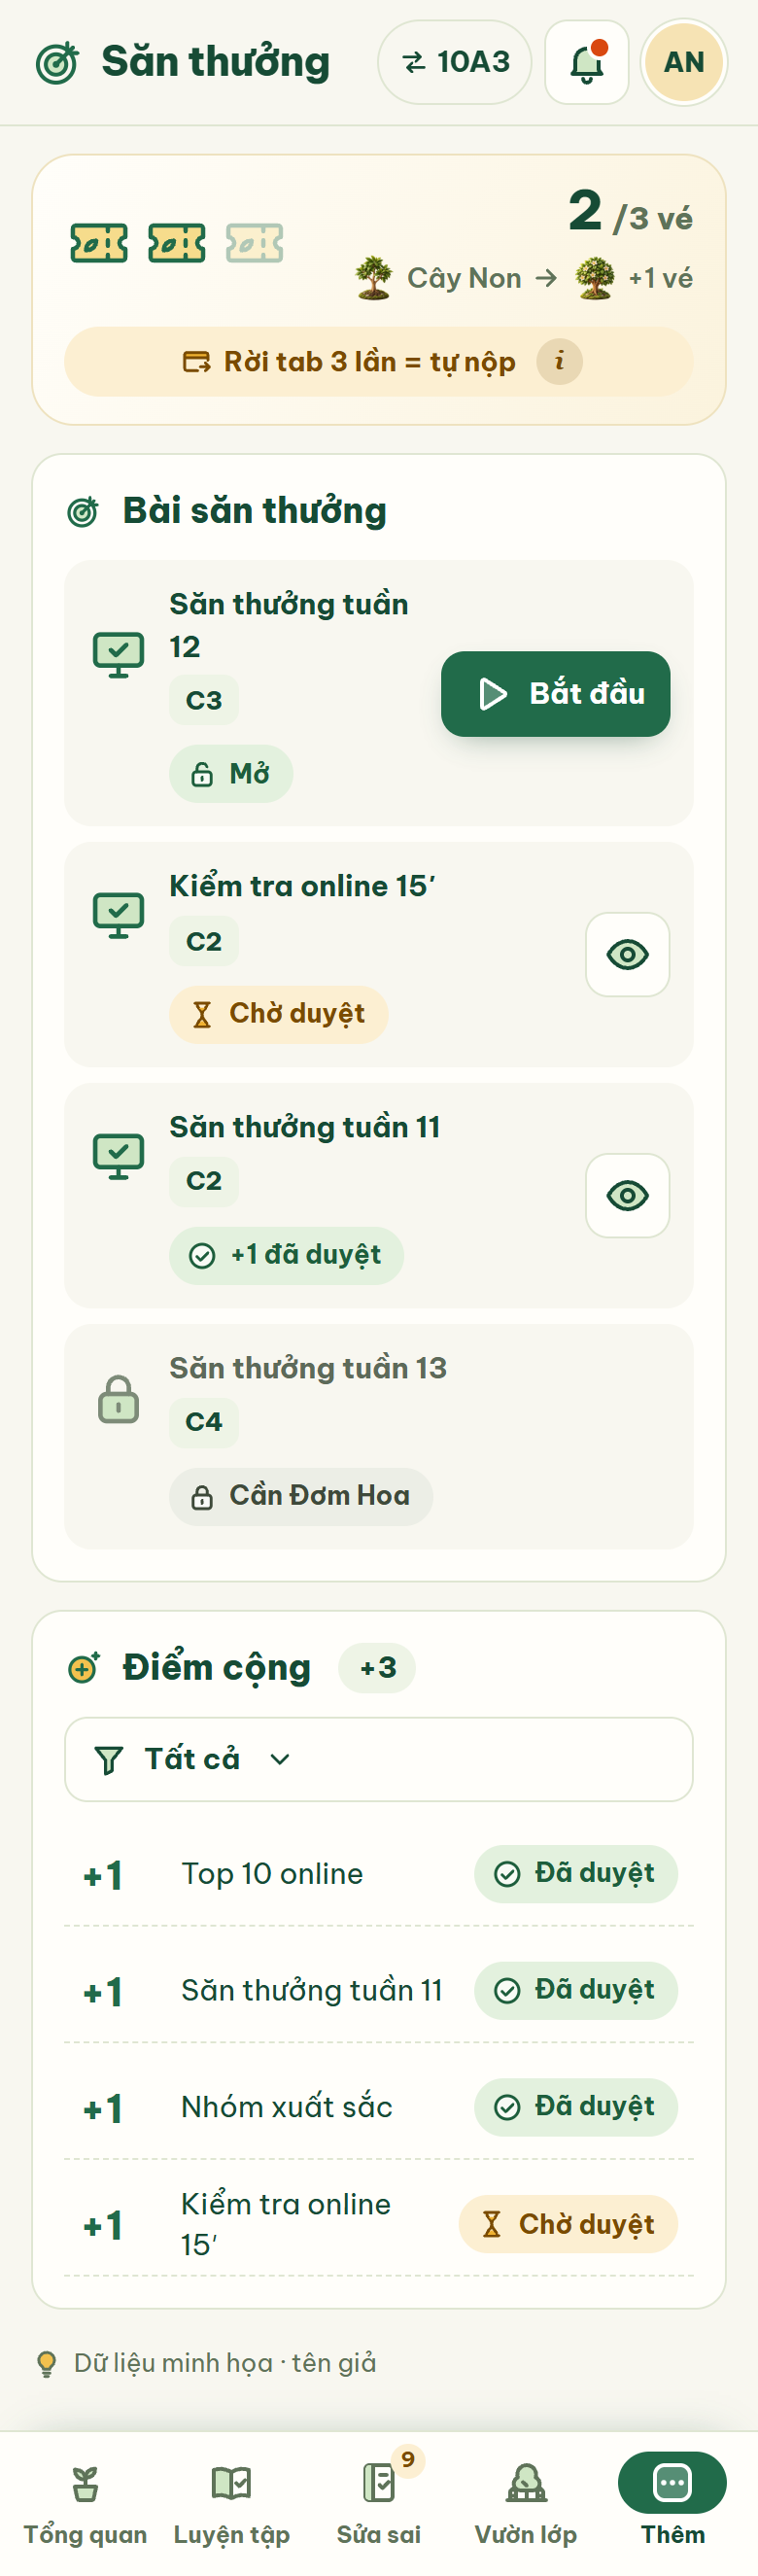 Săn thưởng
10A3
AN
2 /3 vé
Cây Non → +1 vé
Rời tab 3 lần = tự nộp i
Bài săn thưởng
Săn thưởng tuần
12
C3
Mở
Bắt đầu
Kiểm tra online 15′
C2
Chờ duyệt
Săn thưởng tuần 11
C2
+1 đã duyệt
Săn thưởng tuần 13
C4
Cần Đơm Hoa
Điểm cộng +3
Tất cả
+1 Top 10 online Đã duyệt
+1 Săn thưởng tuần 11 Đã duyệt
+1 Nhóm xuất sắc Đã duyệt
+1 Kiểm tra online
15′
Chờ duyệt
Dữ liệu minh họa · tên giả
9
Tổng quan
Luyện tập
Sửa sai
Vườn lớp
Thêm